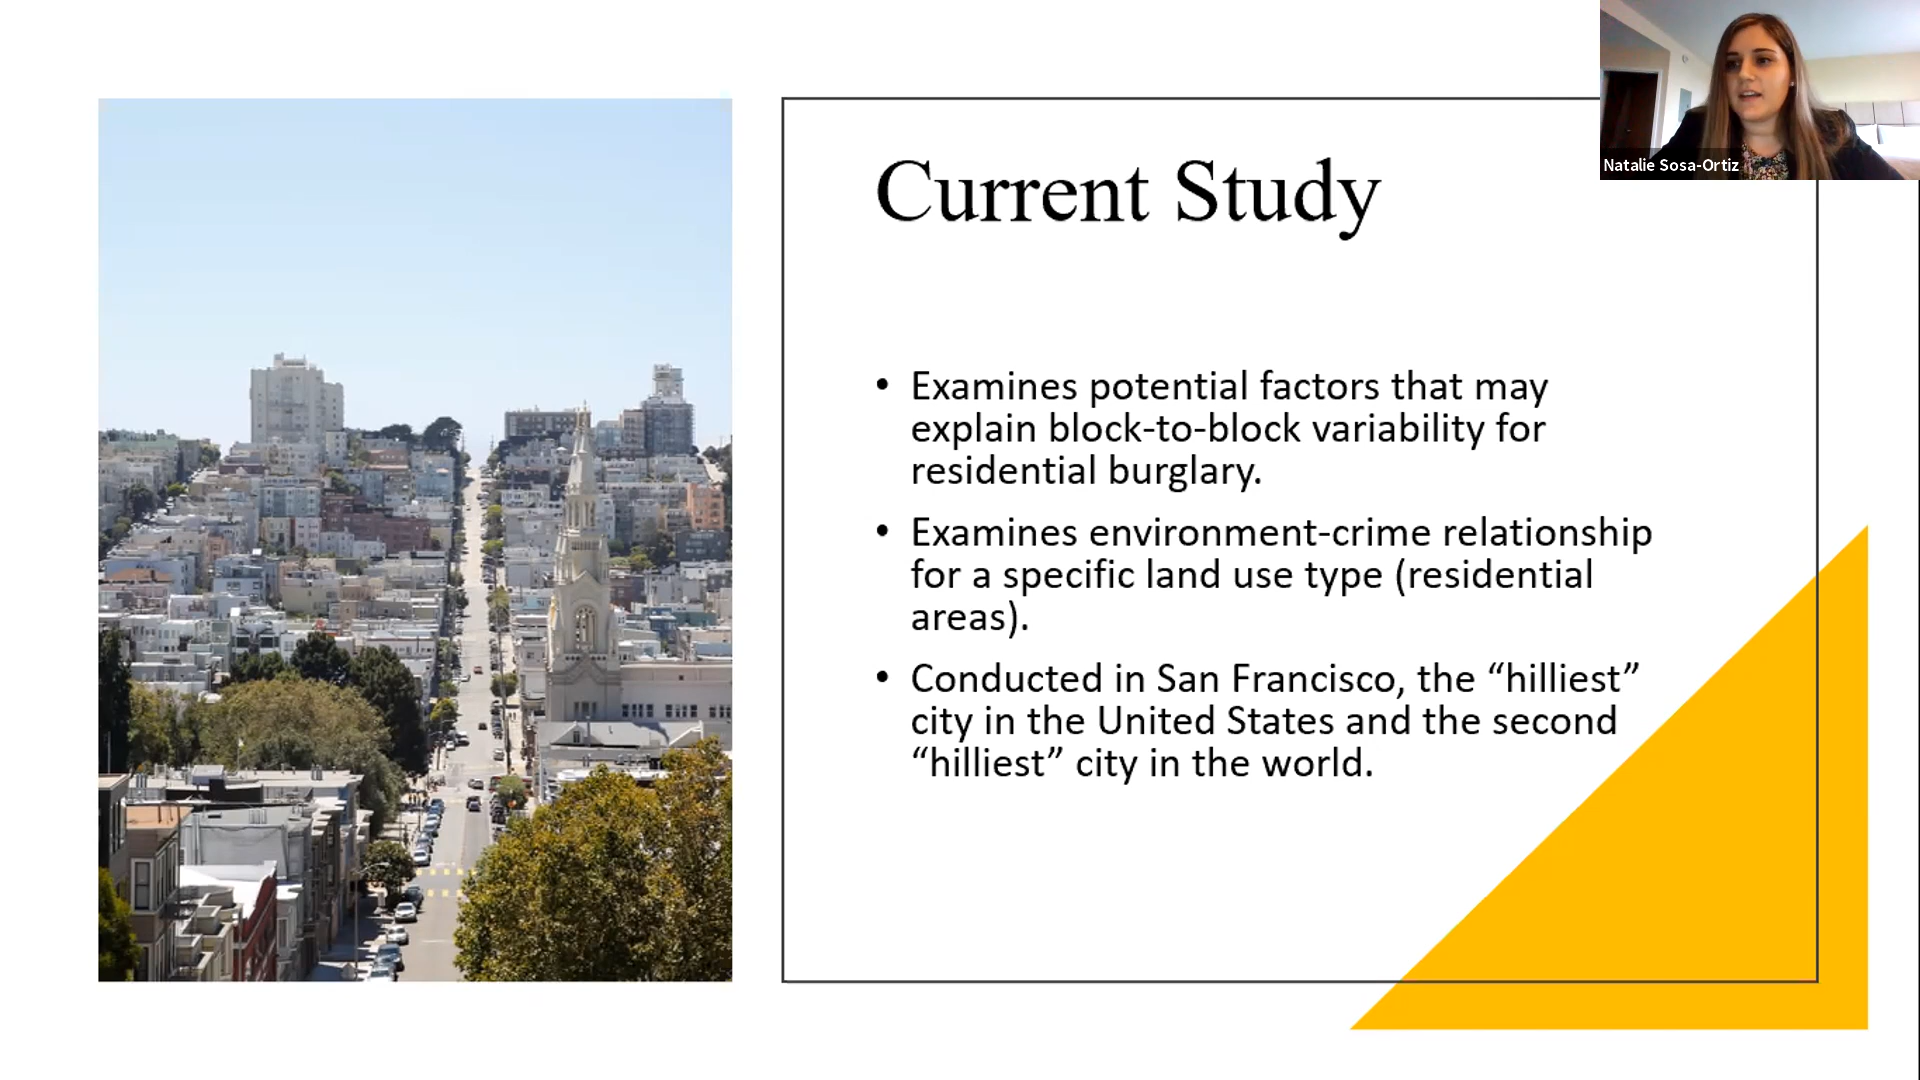 Natalie Sosa-Ortiz
Current Study
• Examines potential factors that may
explain block-to-block variability for
residential burglary.
• Examines environment-crime relationship
for a specific land use type (residential
areas).
• Conducted in San Francisco, the “hilliest”
city in the United States and the second
“hilliest” city in the world.